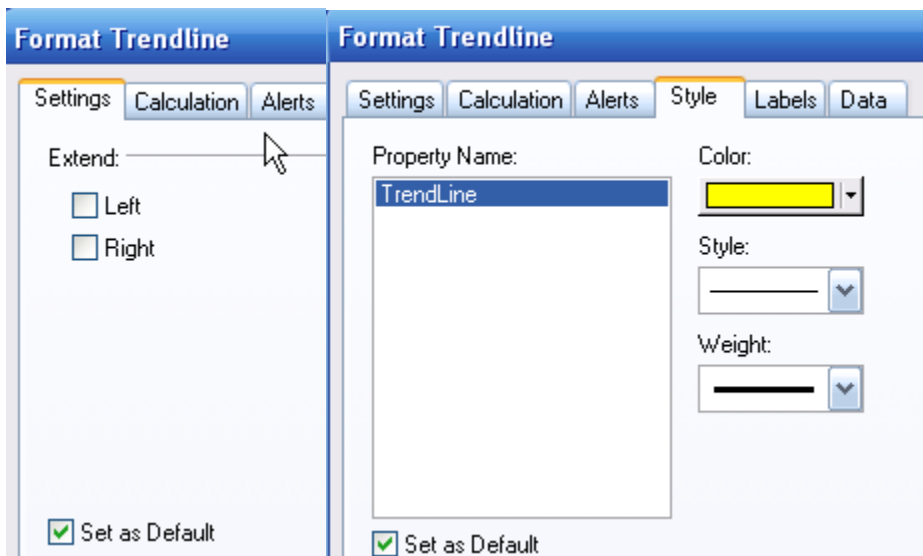 Format Trendline
Settings Calculation Alerts
Extend:
Left
Right
Set as Default
Format Trendline
Settings Calculation Alerts Style Labels Data
Property Name:
TrendLine
Color:
Style:
Weight:
Set as Default